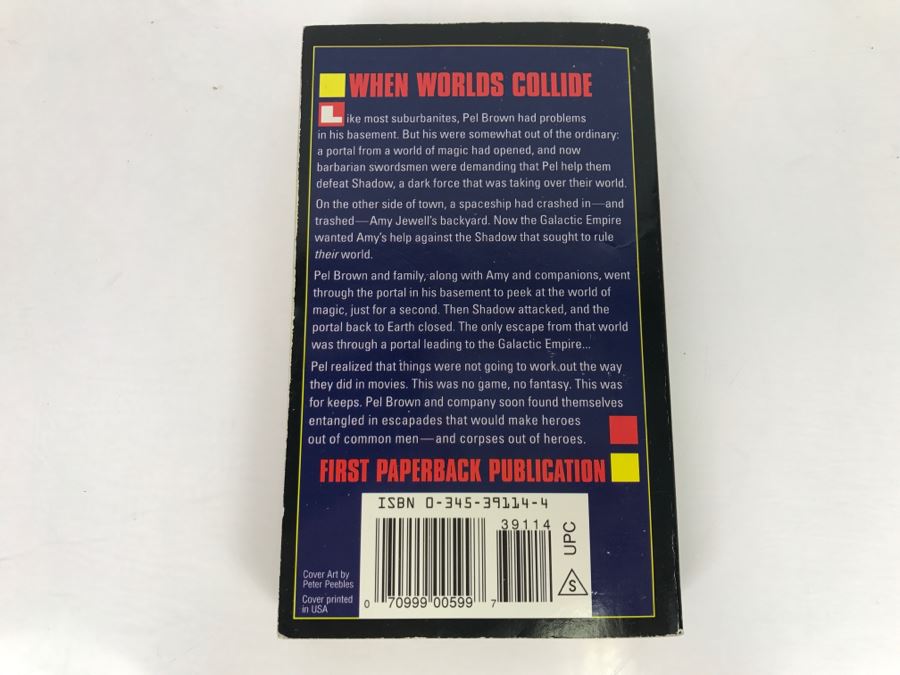 WHEN WORLDS COLLIDE
Like most suburbanites, Pel Brown had problems
in his basement. But his were somewhat out of the ordinary:
a portal from a world of magic had opened, and now
barbarian swordsmen were demanding that Pel help them
defeat Shadow, a dark force that was taking over their world.
On the other side of town, a spaceship had crashed in—and
trashed—Amy Jewell's backyard. Now the Galactic Empire
wanted Amy's help against the Shadow that sought to rule
their world.
Pel Brown and family, along with Amy and companions, went
through the portal in his basement to peek at the world of
magic, just for a second. Then Shadow attacked, and the
portal back to Earth closed. The only escape from that world
was through a portal leading to the Galactic Empire...
Pel realized that things were not going to work out the way
they did in movies. This was no game, no fantasy. This was
for keeps. Pel Brown and company soon found themselves
entangled in escapades that would make heroes
out of common men—and corpses out of heroes.
FIRST PAPERBACK PUBLICATION
ISBN 0-345-39114-4
39114
UPC
S
0 70999 00599 7
Cover Art by
Peter Peebles
Cover printed
in USA